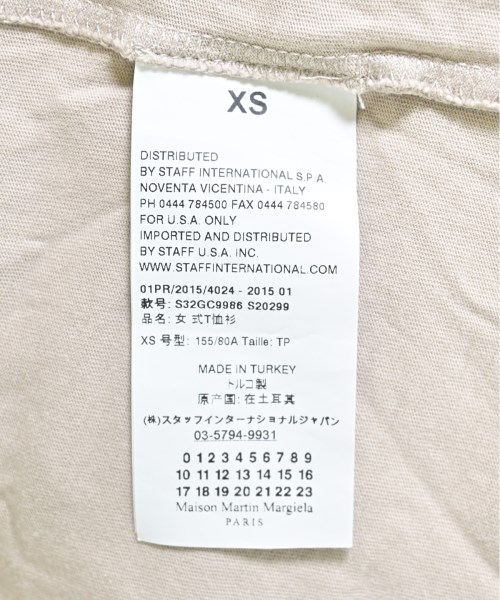 XS
DISTRIBUTED
BY STAFF INTERNATIONAL S.P.A.
NOVENTA VICENTINA - ITALY
PH 0444 784500 FAX 0444 784580
FOR U.S.A. ONLY
IMPORTED AND DISTRIBUTED
BY STAFF U.S.A. INC.
WWW.STAFFINTERNATIONAL.COM
01PR/2015/4024 - 2015 01
款号: S32GC9986 S20299
品名: 女 式T恤衫
XS 号型: 155/80A Taille: TP
MADE IN TURKEY
トルコ製
原产国: 在土耳其
(株)スタッフインターナショナルジャパン
03-5794-9931
0 1 2 3 4 5 6 7 8 9
10 11 12 13 14 15 16
17 18 19 20 21 22 23
Maison Martin Margiela
PARIS